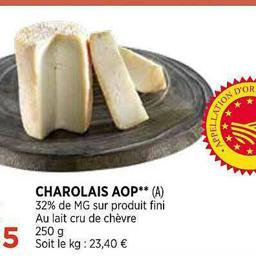 APPELLATION D'OR
CHAROLAIS AOP** (A)
32% de MG sur produit fini
Au lait cru de chèvre
250 g
5 Soit le kg : 23,40 €